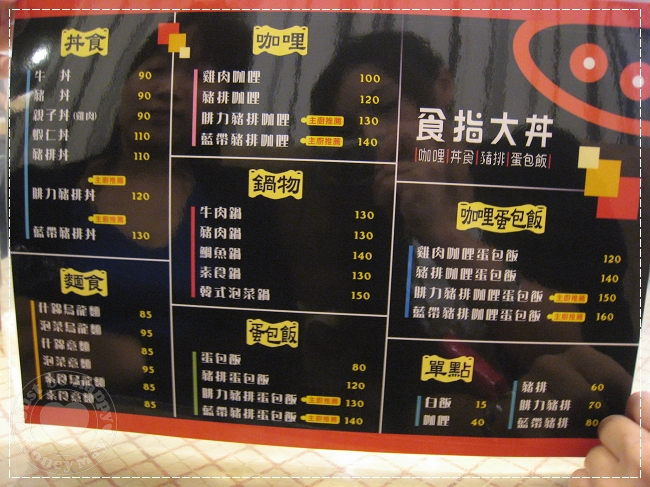 丼食
牛丼 90
豬丼 90
親子丼(雞肉) 90
蝦仁丼 110
豬排丼 110
主廚推薦
腓力豬排丼 120
主廚推薦
藍帶豬排丼 130
麵食
什錦烏龍麵 85
泡菜烏龍麵 95
什錦意麵 85
泡菜意麵 95
素食烏龍麵 85
素食意麵 85
咖哩
雞肉咖哩 100
豬排咖哩 120
腓力豬排咖哩 主廚推薦 130
藍帶豬排咖哩 主廚推薦 140
鍋物
牛肉鍋 130
豬肉鍋 130
鯛魚鍋 140
素食鍋 130
韓式泡菜鍋 150
蛋包飯
蛋包飯 80
豬排蛋包飯 120
腓力豬排蛋包飯 主廚推薦 130
藍帶豬排蛋包飯 主廚推薦 140
食指大丼
|咖哩|丼食|豬排|蛋包飯|
咖哩蛋包飯
雞肉咖哩蛋包飯 120
豬排咖哩蛋包飯 140
腓力豬排咖哩蛋包飯 主廚推薦 150
藍帶豬排咖哩蛋包飯 主廚推薦 160
單點
白飯 15
咖哩 40
豬排 60
腓力豬排 70
藍帶豬排 80